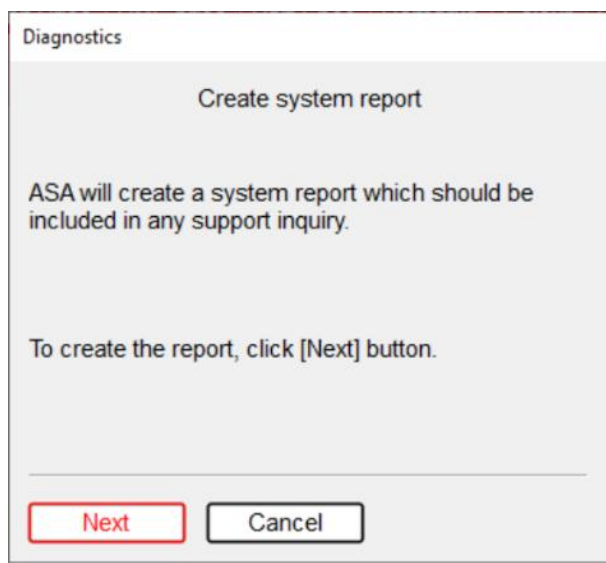 Diagnostics
Create system report
ASA will create a system report which should be
included in any support inquiry.
To create the report, click [Next] button.
Next
Cancel